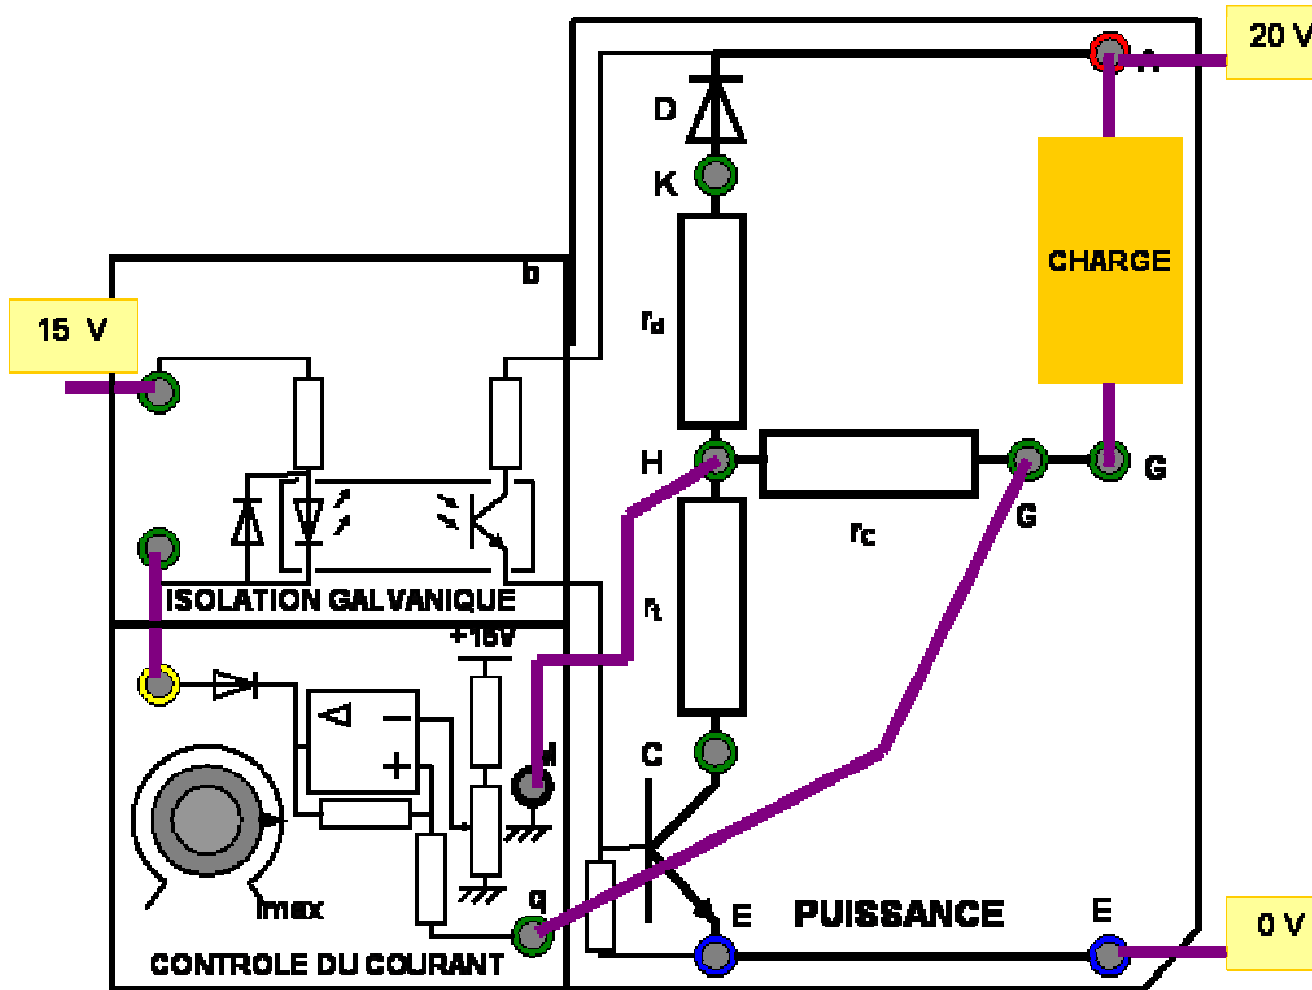 20 V
D
K
b
CHARGE
15 V
rd
H
G
G
rC
ISOLATION GALVANIQUE
rt
+15V
C
q
Imax
E
PUISSANCE
E
0 V
CONTROLE DU COURANT